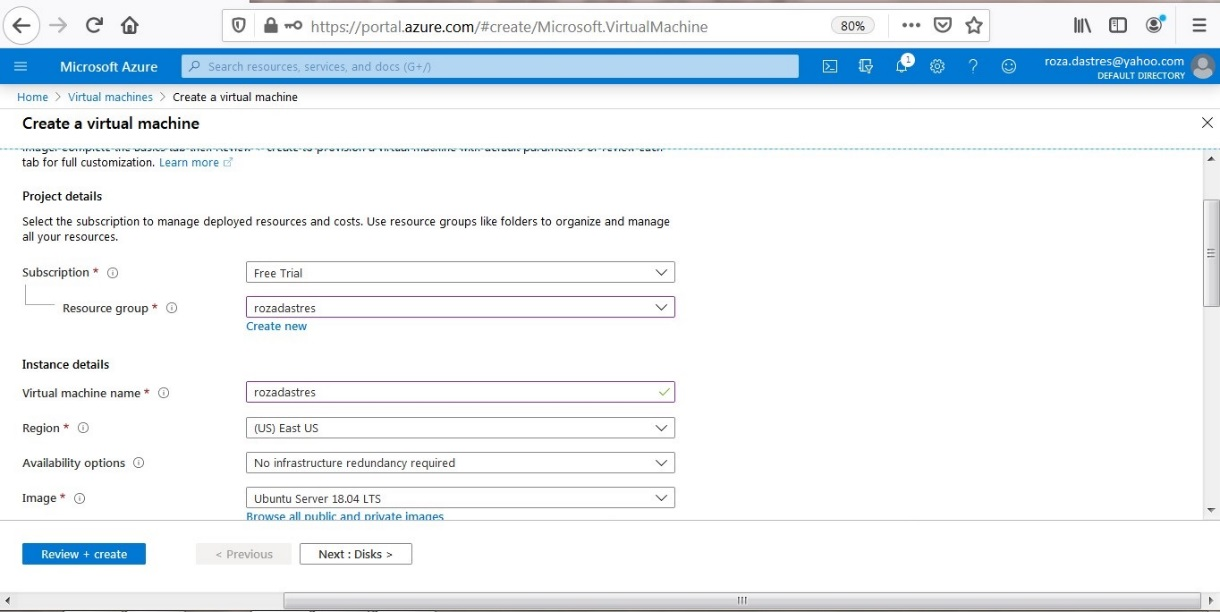 https://portal.azure.com/#create/Microsoft.VirtualMachine
80%
Microsoft Azure
Search resources, services, and docs (G+/)
1
roza.dastres@yahoo.com
DEFAULT DIRECTORY
Home > Virtual machines > Create a virtual machine
Create a virtual machine
tab for full customization. Learn more
Project details
Select the subscription to manage deployed resources and costs. Use resource groups like folders to organize and manage
all your resources.
Subscription * Free Trial
Resource group * rozadastres
Create new
Instance details
Virtual machine name * rozadastres
Region * (US) East US
Availability options No infrastructure redundancy required
Image * Ubuntu Server 18.04 LTS
Browse all public and private images
Review + create < Previous Next : Disks >